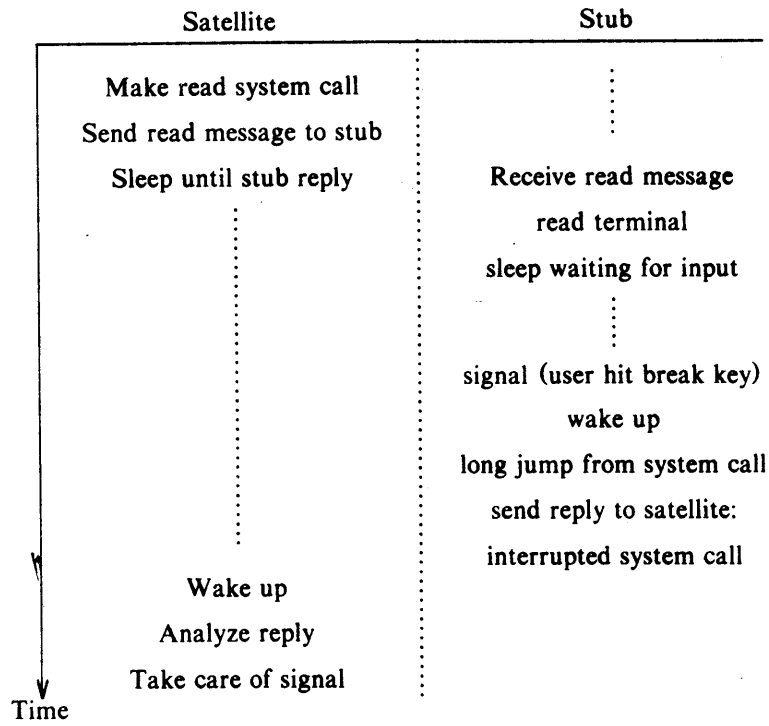 Satellite
Stub
Make read system call
Send read message to stub
Sleep until stub reply
Receive read message
read terminal
sleep waiting for input
signal (user hit break key)
wake up
long jump from system call
send reply to satellite:
interrupted system call
Wake up
Analyze reply
Take care of signal
Time